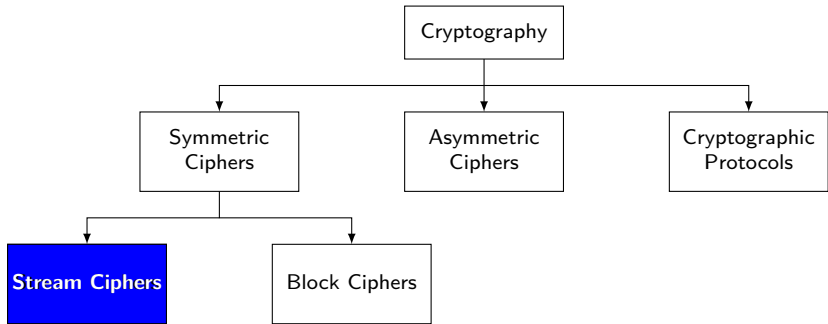 Cryptography
Symmetric
Ciphers
Asymmetric
Ciphers
Cryptographic
Protocols
Stream Ciphers
Block Ciphers